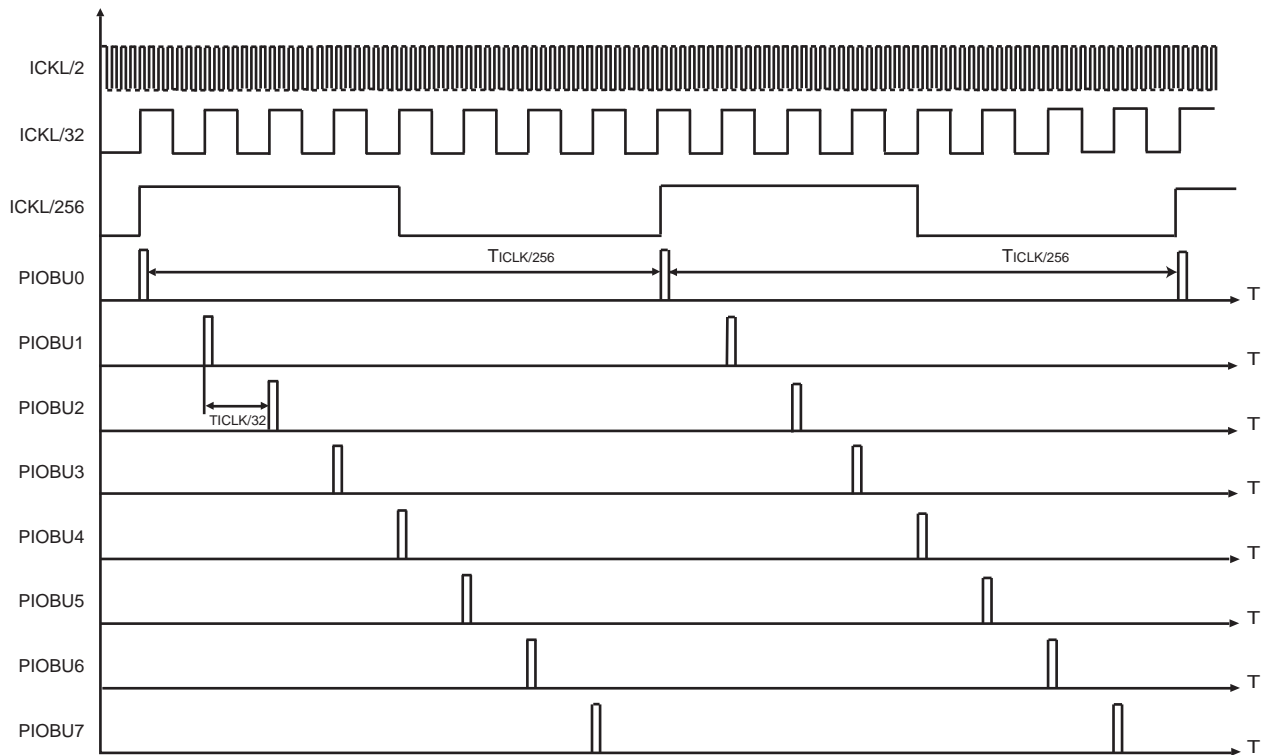 ICKL/2
ICKL/32
ICKL/256
TICLK/256 TICLK/256
PIOBU0
T
PIOBU1
T
PIOBU2
TICLK/32
T
PIOBU3
T
PIOBU4
T
PIOBU5
T
PIOBU6
T
PIOBU7
T